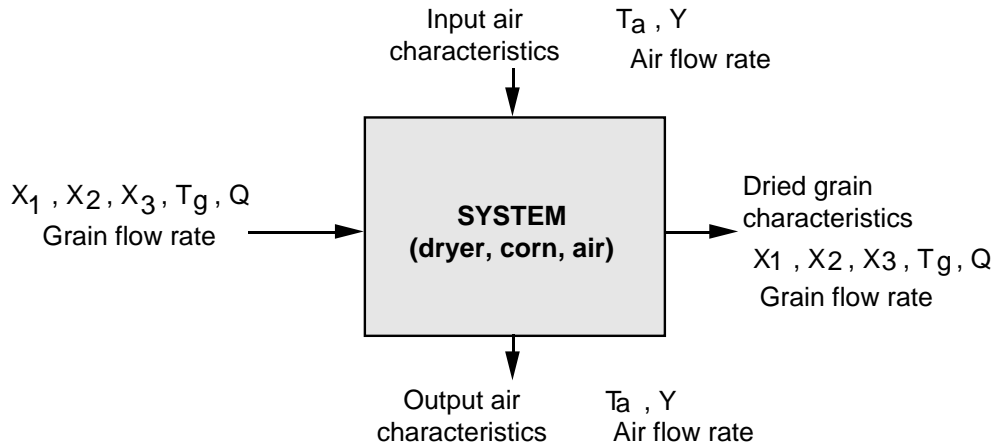 Input air
characteristics
Ta , Y
Air flow rate
X1 , X2 , X3 , Tg , Q
Grain flow rate
SYSTEM
(dryer, corn, air)
Dried grain
characteristics
X1 , X2 , X3 , Tg , Q
Grain flow rate
Output air
characteristics
Ta , Y
Air flow rate